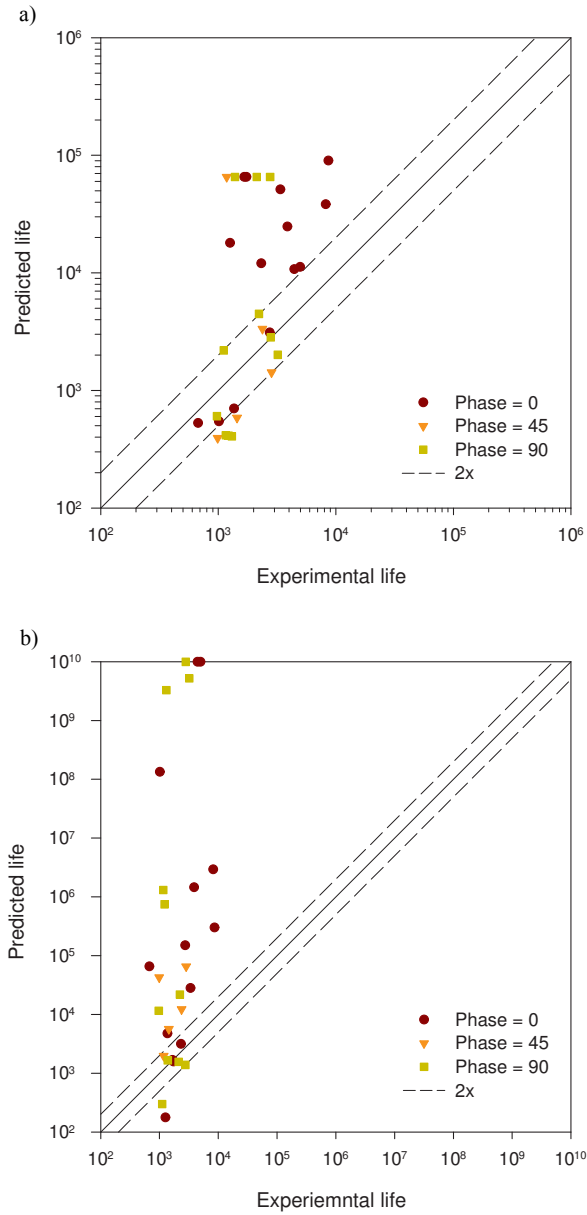 a)
10^6
10^5
Predicted life
10^4
10^3
Phase = 0
Phase = 45
Phase = 90
2x
10^2
10^2 10^3 10^4 10^5 10^6
Experimental life
b)
10^10
10^9
10^8
10^7
Predicted life
10^6
10^5
10^4
Phase = 0
Phase = 45
10^3
Phase = 90
2x
10^2
10^2 10^3 10^4 10^5 10^6 10^7 10^8 10^9 10^10
Experiemntal life